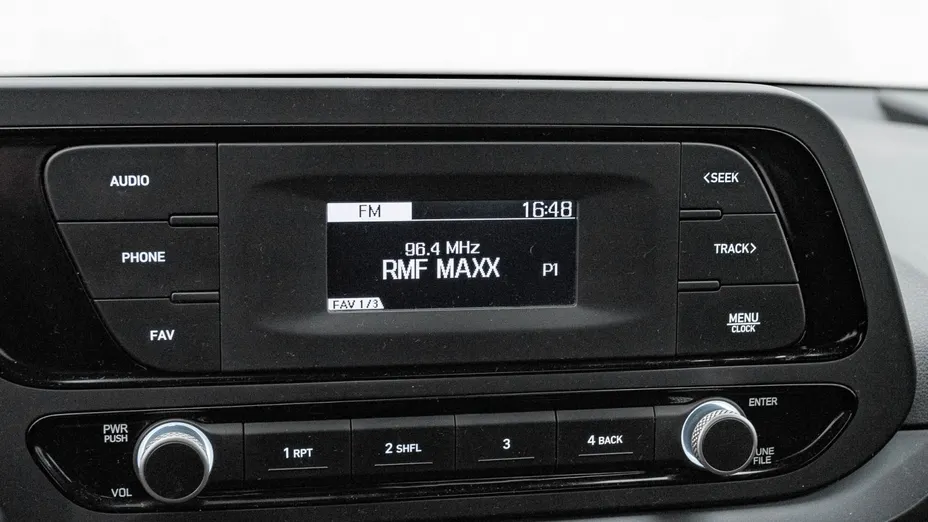 AUDIO
PHONE
FAV
FM 16:48
96.4 MHz
RMF MAXX P1
FAV 1/3
<SEEK
TRACK>
MENU
CLOCK
PWR
PUSH
VOL
1 RPT
2 SHFL
3
4 BACK
ENTER
TUNE
FILE